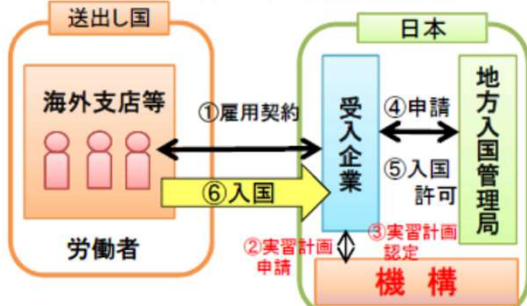 送出し国
日本
海外支店等
①雇用契約
受入企業
④申請
⑤入国
許可
地方入国管理局
⑥入国
労働者
②実習計画
申請
③実習計画
認定
機 構